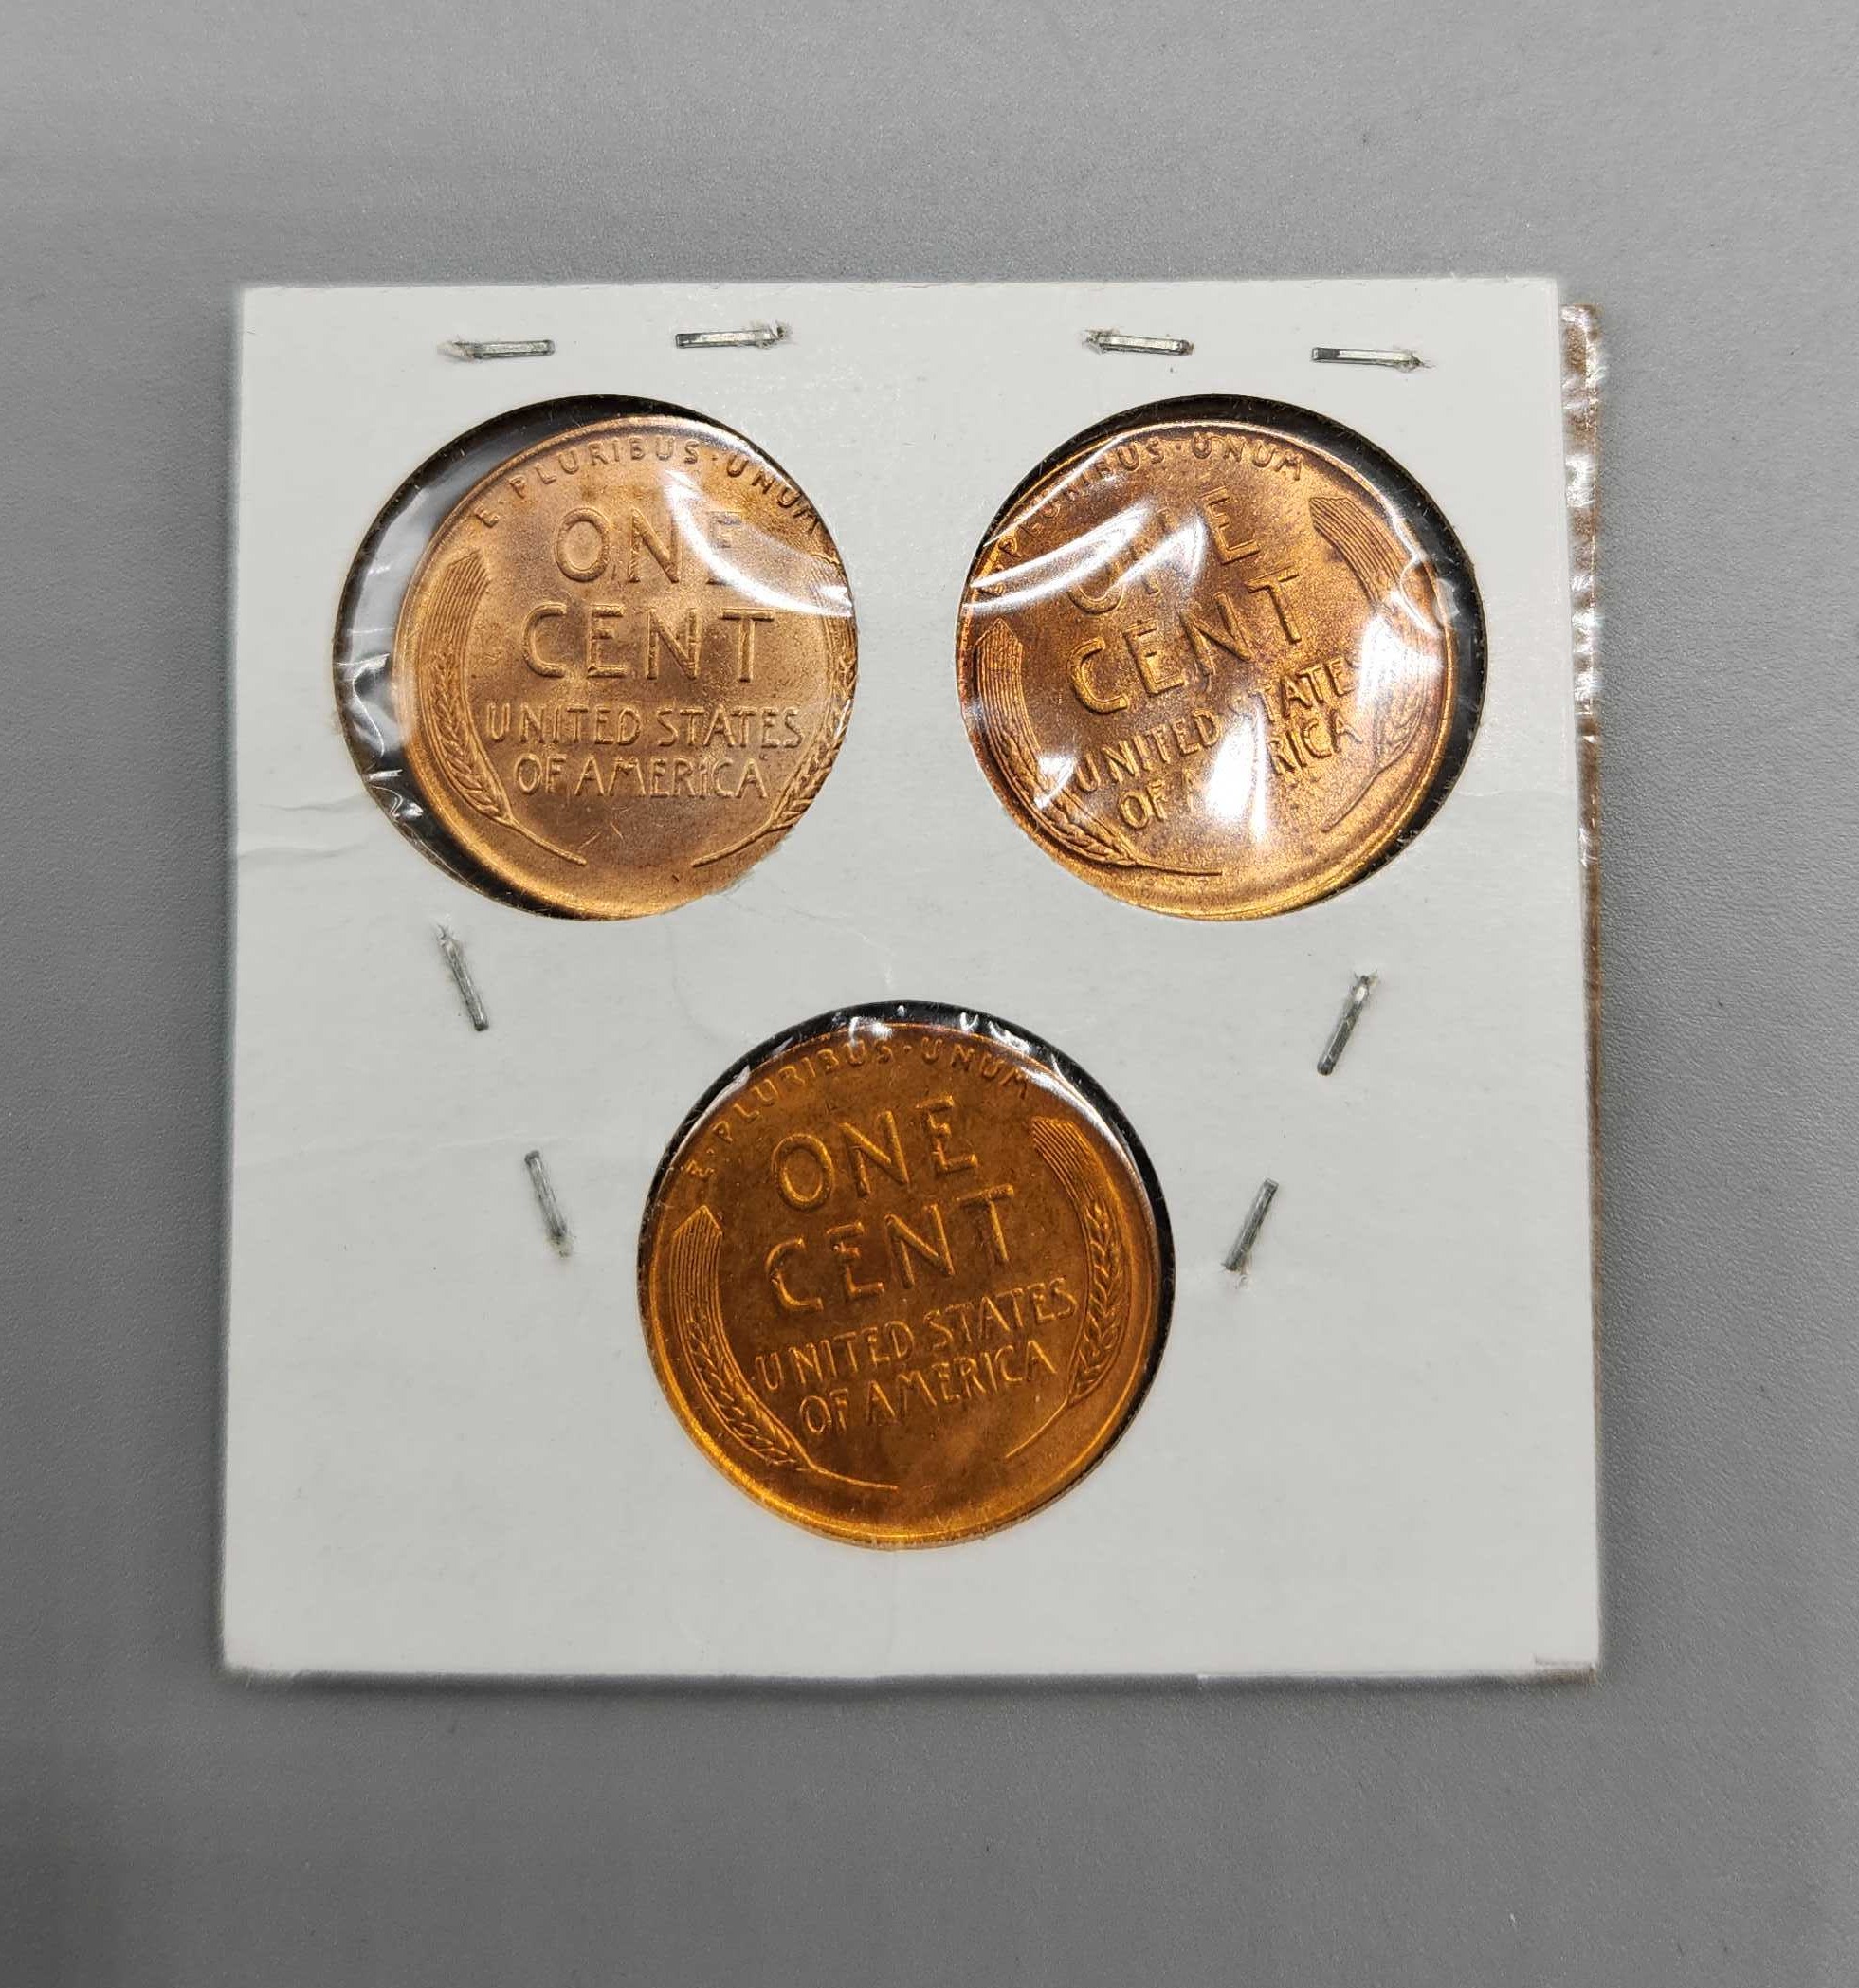 E·PLURIBUS·UNUM
ONE
CENT
UNITED STATES
OF AMERICA
PLURIBUS·UNUM
ONE
CENT
UNITED STATES
OF AMERICA
E·PLURIBUS·UNUM
ONE
CENT
UNITED STATES
OF AMERICA